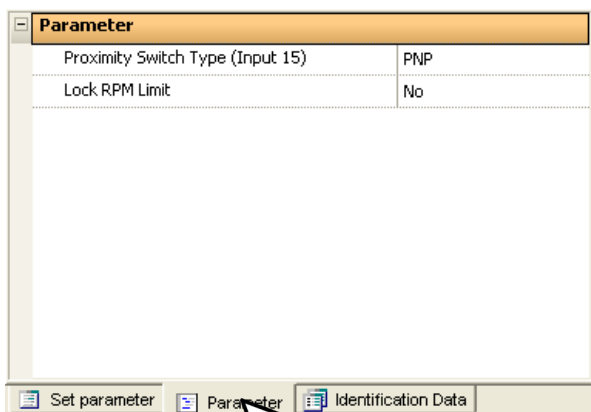 Parameter
Proximity Switch Type (Input 15) PNP
Lock RPM Limit No
Set parameter Parameter Identification Data